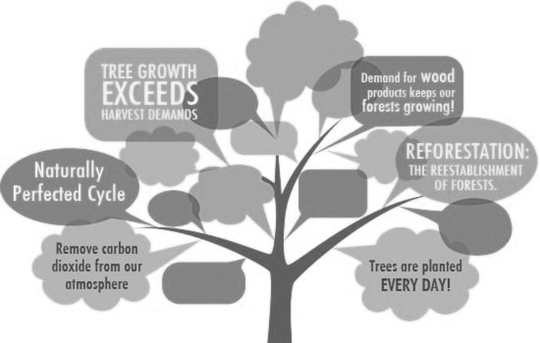 TREE GROWTH
EXCEEDS
HARVEST DEMANDS
Demand for wood
products keeps our
forests growing!
Naturally
Perfected Cycle
REFORESTATION:
THE REESTABLISHMENT
OF FORESTS.
Remove carbon
dioxide from our
atmosphere
Trees are planted
EVERY DAY!